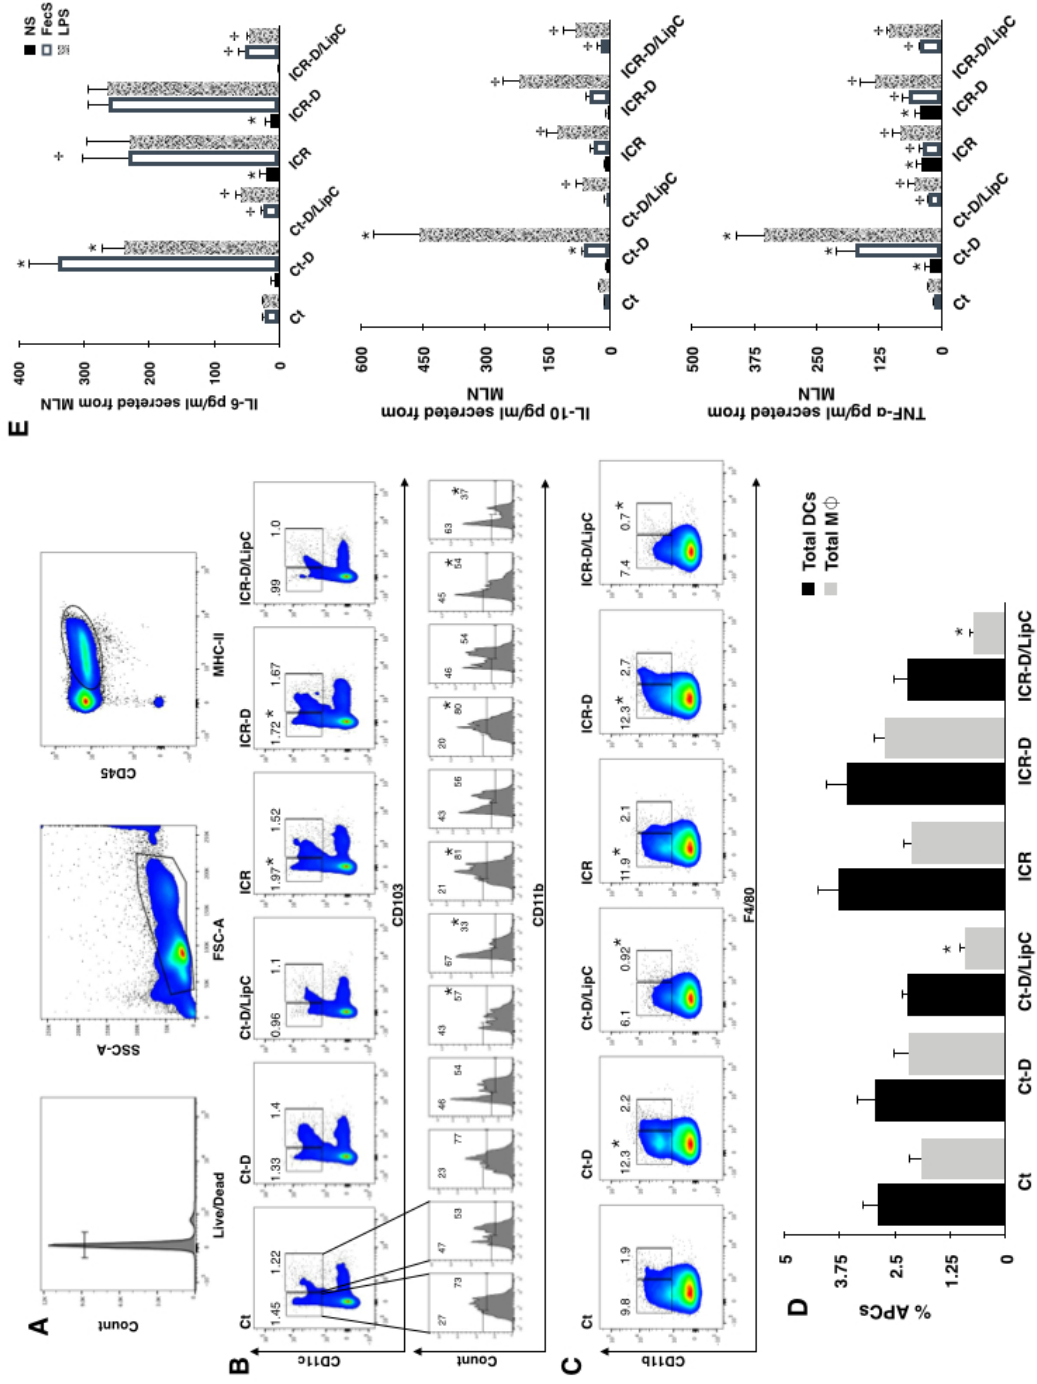 A
Count
Live/Dead
SSC-A
FSC-A
CD45
MHC-II
B
CD11c
Ct
1.45
1.22
Ct-D
1.33
1.4
Ct-D/LipC
0.96
1.1
ICR
1.97*
1.52
ICR-D
1.72*
1.67
ICR-D/LipC
.99
1.0
CD103
Count
27
73
47
53
23
77
46
54
43
*57
67
*33
21
*81
43
56
20
*80
46
54
45
*54
63
*37
CD11b
C
CD11b
Ct
9.8
1.9
Ct-D
12.3*
2.2
Ct-D/LipC
6.1
0.92*
ICR
11.9*
2.1
ICR-D
12.3*
2.7
ICR-D/LipC
7.4
0.7*
F4/80
D
% APCs
5
3.75
2.5
1.25
0
Total DCs
Total MΦ
Ct
Ct-D
Ct-D/LipC
*
ICR
ICR-D
ICR-D/LipC
*
E
NS
FecS
LPS
IL-6 pg/ml secreted from MLN
400
300
200
100
0
* * ÷ ÷ * ÷ * ÷ ÷
Ct
Ct-D
Ct-D/LipC
ICR
ICR-D
ICR-D/LipC
IL-10 pg/ml secreted from MLN
600
450
300
150
0
* * ÷ ÷ ÷ ÷ ÷
Ct
Ct-D
Ct-D/LipC
ICR
ICR-D
ICR-D/LipC
TNF-α pg/ml secreted from MLN
500
375
250
125
0
* * * ÷ ÷ * ÷ ÷ * ÷ ÷ ÷ ÷
Ct
Ct-D
Ct-D/LipC
ICR
ICR-D
ICR-D/LipC